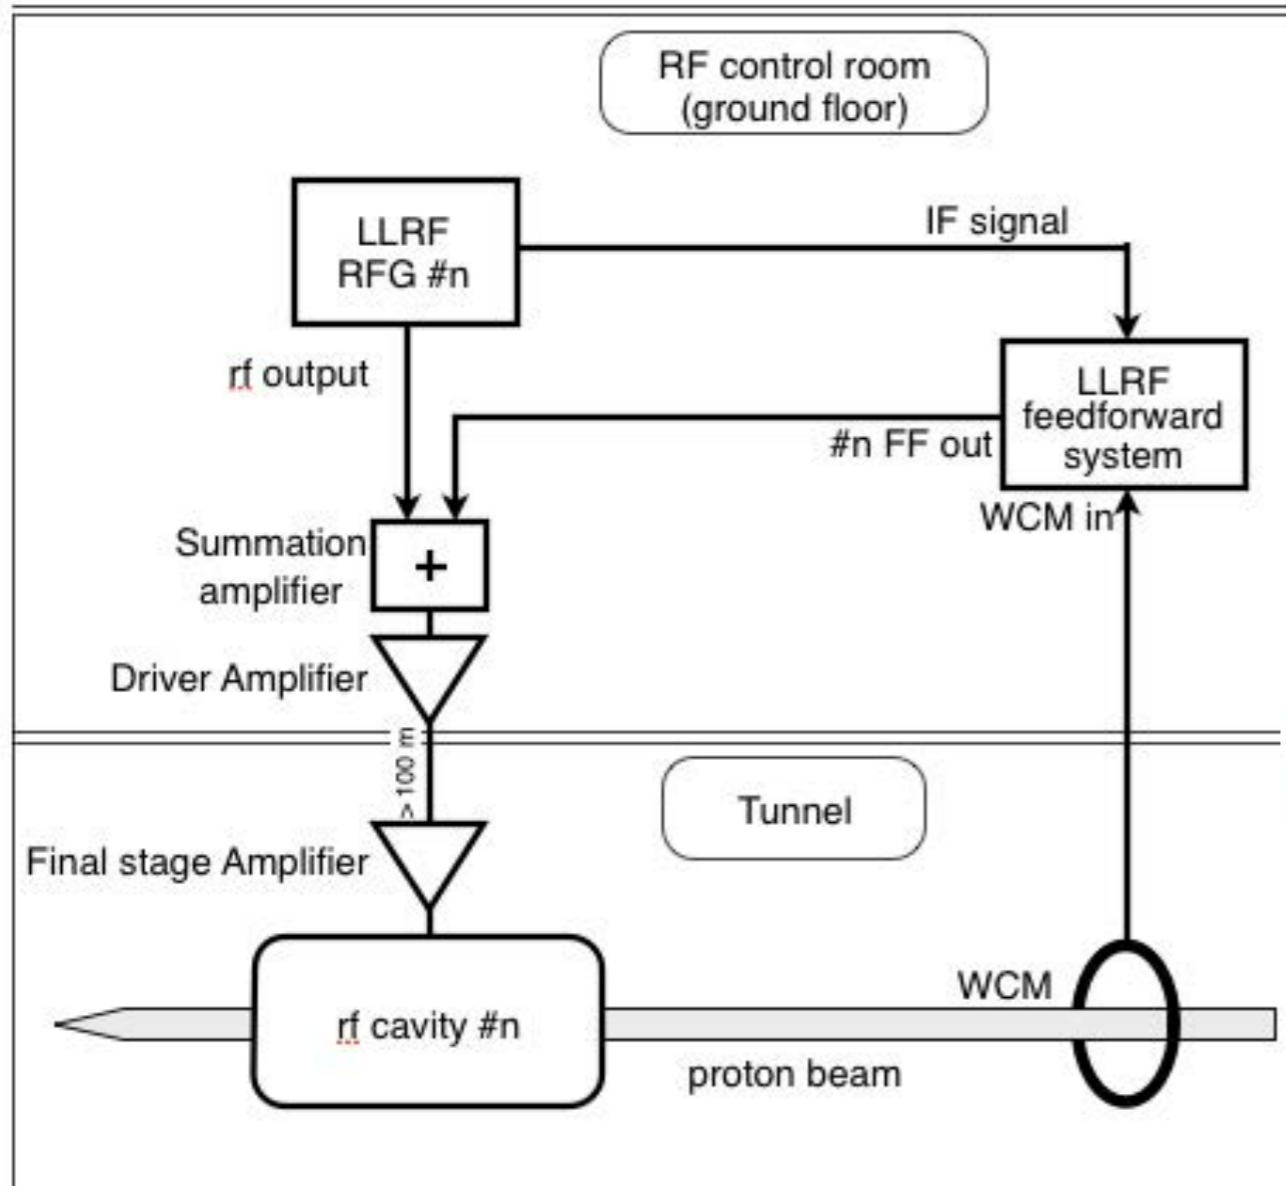 RF control room
(ground floor)
LLRF
RFG #n
IF signal
rf output
LLRF
feedforward
system
#n FF out
WCM in
Summation
amplifier
+
Driver Amplifier
>100 m
Tunnel
Final stage Amplifier
WCM
rf cavity #n
proton beam